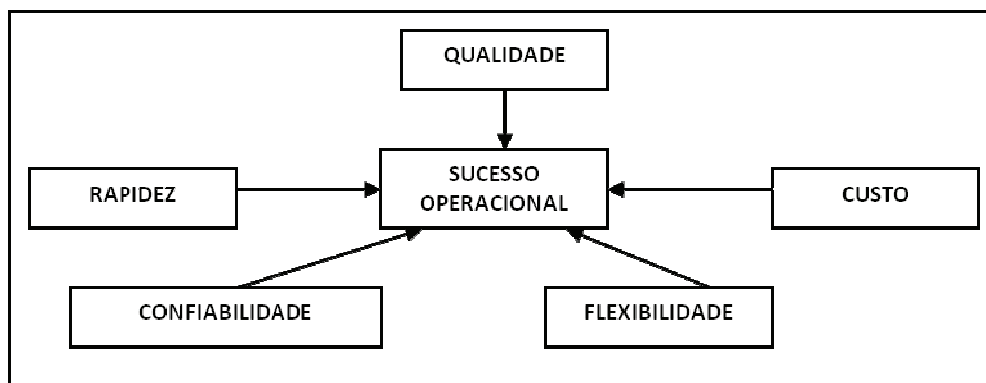 QUALIDADE
RAPIDEZ
SUCESSO
OPERACIONAL
CUSTO
CONFIABILIDADE
FLEXIBILIDADE